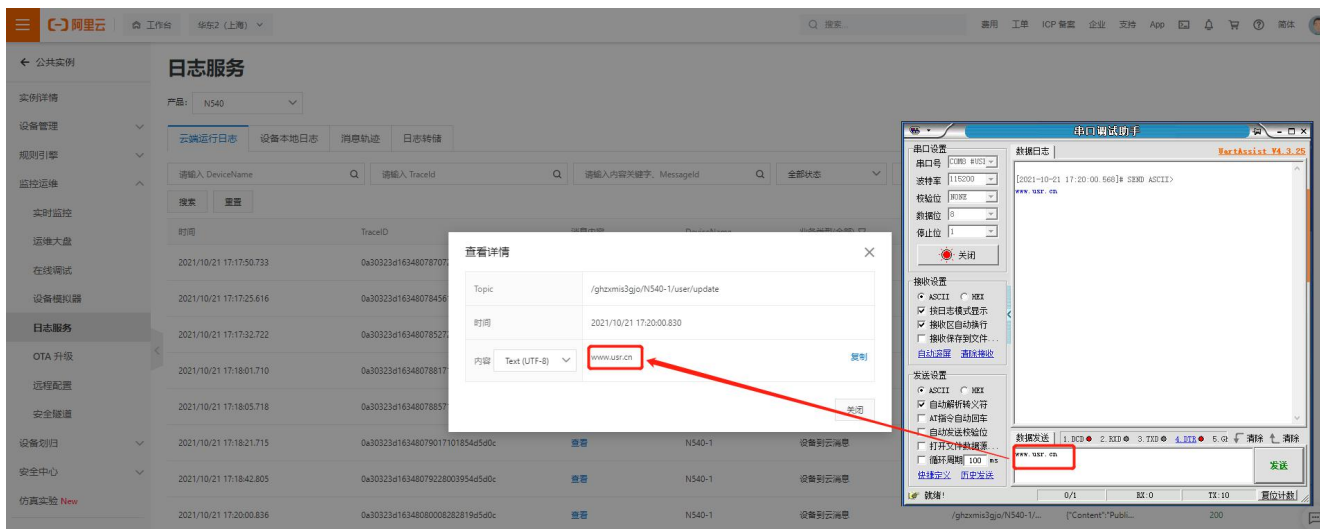 阿里云
工作台
华东2（上海）
搜索...
费用 工单 ICP 备案 企业 支持 App 简体
公共实例
实例详情
设备管理
规则引擎
监控运维
实时监控
运维大盘
在线调试
设备模拟器
日志服务
OTA 升级
远程配置
安全隧道
设备划归
安全中心
仿真实验 New
日志服务
产品： N540
云端运行日志 设备本地日志 消息轨迹 日志转储
请输入 DeviceName
请输入 TraceId
请输入内容关键字、MessageId
全部状态
搜索 重置
时间 TraceID 消息内容 DeviceName 业务类型(全部)
2021/10/21 17:17:50.733
2021/10/21 17:17:25.616
2021/10/21 17:17:32.722
2021/10/21 17:18:01.710
2021/10/21 17:18:05.718
2021/10/21 17:18:21.715 0a30323d16348079017101854d5d0c 查看 N540-1 设备到云消息
2021/10/21 17:18:42.805 0a30323d16348079228003954d5d0c 查看 N540-1 设备到云消息
2021/10/21 17:20:00.836 0a30323d16348080008282819d5d0c 查看 N540-1 设备到云消息 /ghzxmis3gjo/N540-1/... {"Content":"Publi... 200
查看详情
Topic /ghzxmis3gjo/N540-1/user/update
时间 2021/10/21 17:20:00.830
内容 Text (UTF-8) www.usr.cn 复制
关闭
串口调试助手
串口设置
串口号 COM8 #USI
波特率 115200
校验位 NONE
数据位 8
停止位 1
关闭
接收设置
ASCII HEX
按日志模式显示
接收区自动换行
接收保存到文件...
自动滚屏 清除接收
发送设置
ASCII HEX
自动解析转义符
AT指令自动回车
自动发送校验位
打开文件数据源...
循环周期 100 ms
快捷定义 历史发送
数据日志 UartAssist V4.3.25
[2021-10-21 17:20:00.568]# SEND ASCII>
www.usr.cn
数据发送 1.DCD 2.RXD 3.TXD 4.DTR 5.Gt 清除 清除
www.usr.cn
发送
就绪! 0/1 RX:0 TX:10 复位计数